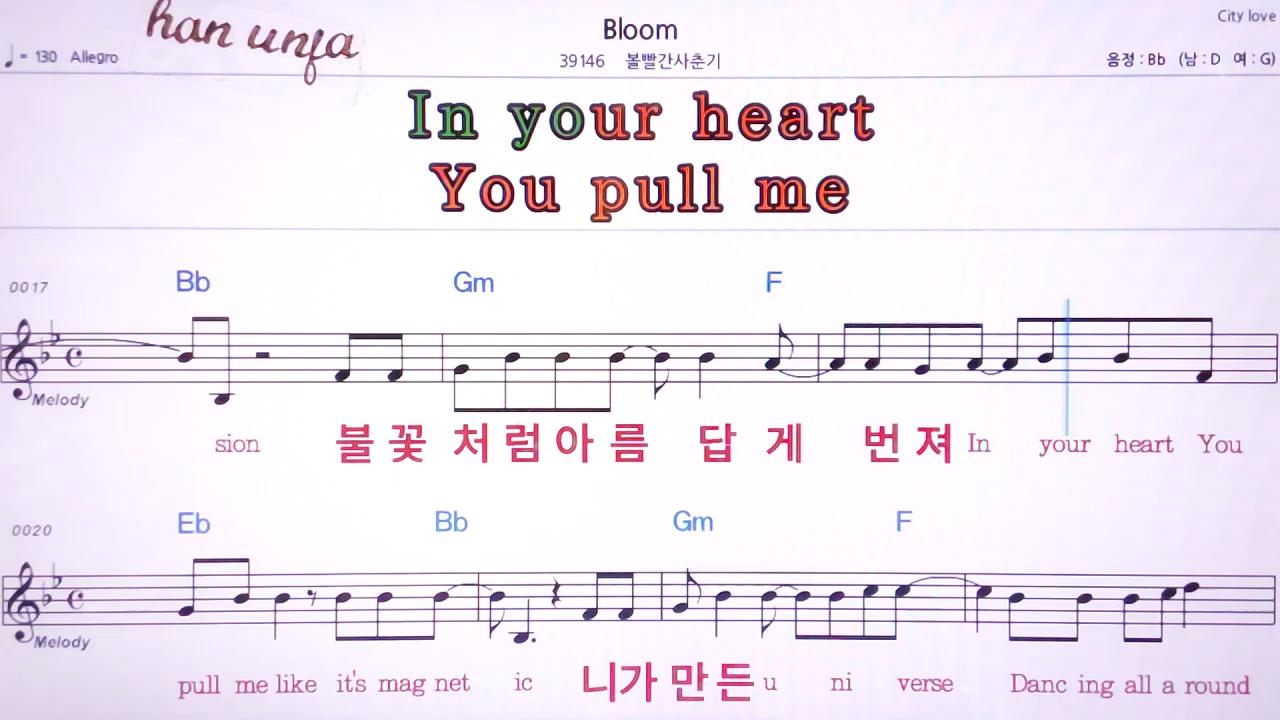 han unja
Bloom
City love
♩ = 130 Allegro
39146 볼빨간사춘기
음정 : Bb (남 : D 여 : G)
In your heart
You pull me
0017 Bb Gm F
Melody
sion 불 꽃 처 럼 아 름 답 게 번 져 In your heart You
0020 Eb Bb Gm F
Melody
pull me like it's mag net ic 니 가 만 든 u ni verse Danc ing all a round